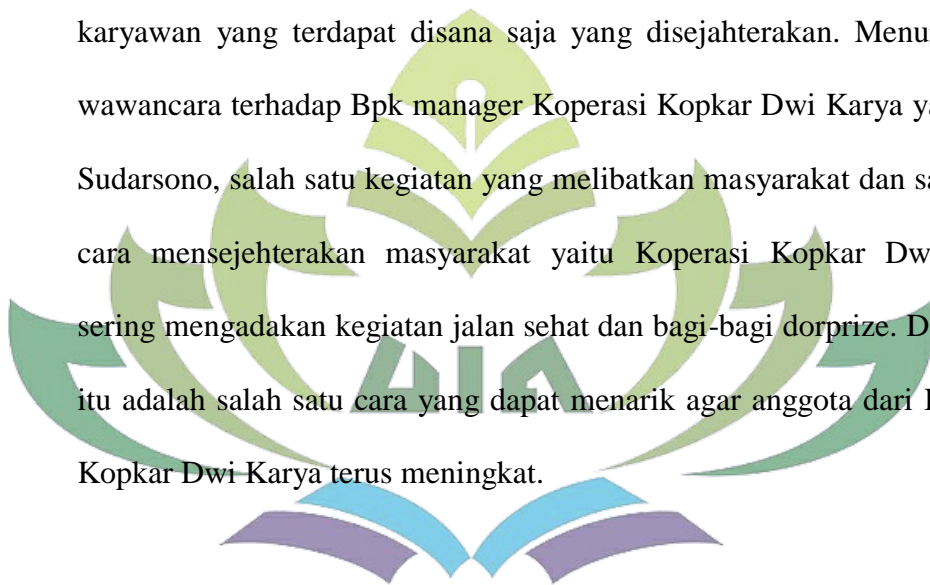 karyawan yang terdapat disana saja yang disejahterakan. Menu
wawancara terhadap Bpk manager Koperasi Kopkar Dwi Karya ya
Sudarsono, salah satu kegiatan yang melibatkan masyarakat dan sa
cara mensejehterakan masyarakat yaitu Koperasi Kopkar Dw
sering mengadakan kegiatan jalan sehat dan bagi-bagi dorprize. D
itu adalah salah satu cara yang dapat menarik agar anggota dari
Kopkar Dwi Karya terus meningkat.
UIN